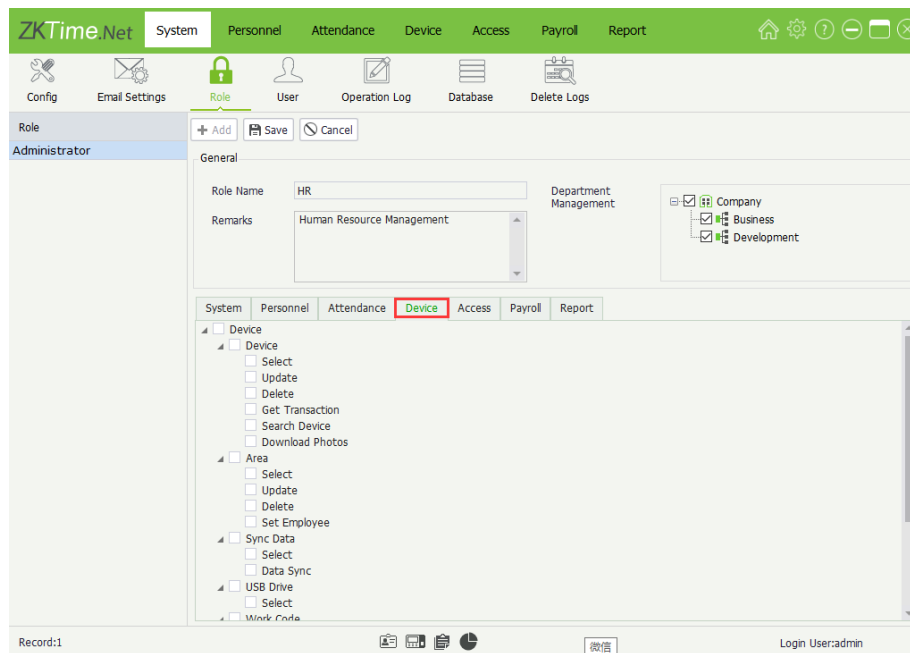 ZKTime.Net System Personnel Attendance Device Access Payroll Report
Config Email Settings Role User Operation Log Database Delete Logs
Role
Administrator
Add Save Cancel
General
Role Name HR
Department
Management
Remarks Human Resource Management
Company
Business
Development
System Personnel Attendance Device Access Payroll Report
Device
Device
Select
Update
Delete
Get Transaction
Search Device
Download Photos
Area
Select
Update
Delete
Set Employee
Sync Data
Select
Data Sync
USB Drive
Select
Work Code
Record:1 微信 Login User:admin